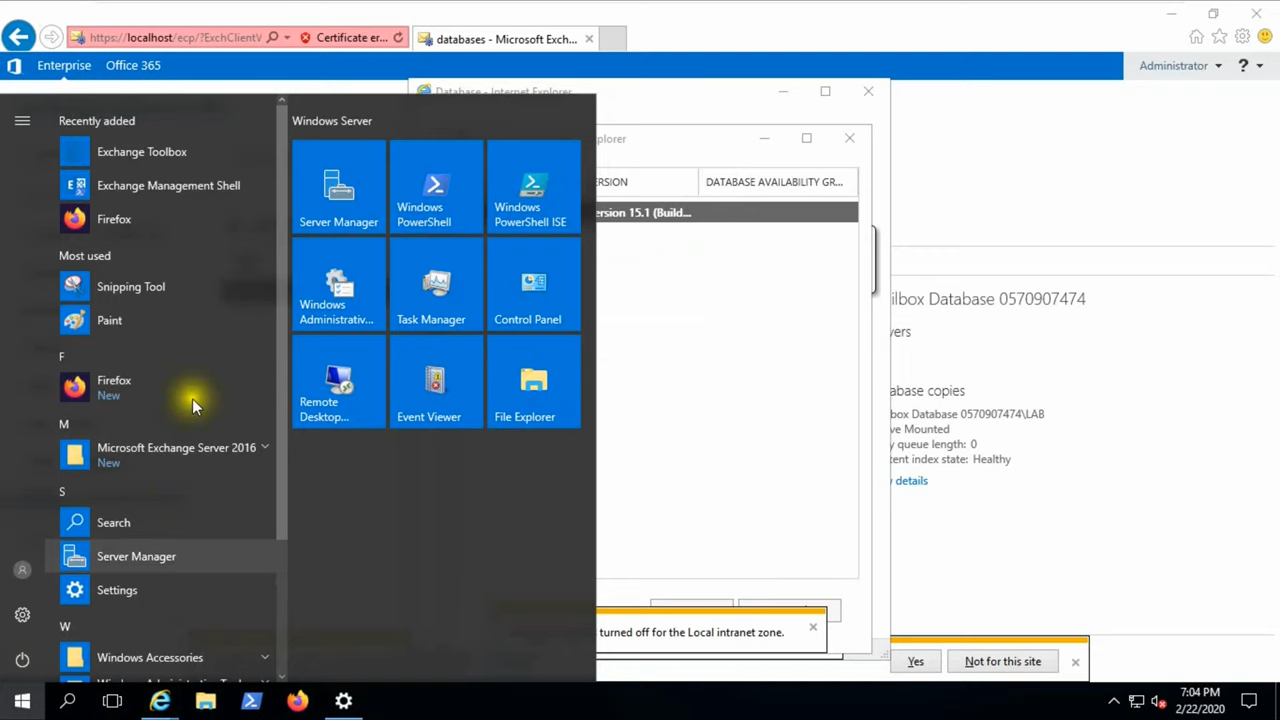 https://localhost/ecp/?ExchClientV
Certificate er...
databases - Microsoft Exch...
Enterprise
Office 365
Administrator
?
Database - Internet Explorer
plorer
ERSION
DATABASE AVAILABILITY GR...
ersion 15.1 (Build...
Recently added
Exchange Toolbox
Exchange Management Shell
Firefox
Most used
Snipping Tool
Paint
F
Firefox
New
M
Microsoft Exchange Server 2016
New
S
Search
Server Manager
Settings
W
Windows Accessories
Windows Server
Server Manager
Windows
PowerShell
Windows
PowerShell ISE
Windows
Administrativ...
Task Manager
Control Panel
Remote
Desktop...
Event Viewer
File Explorer
ilbox Database 0570907474
vers
abase copies
box Database 0570907474\LAB
ve Mounted
y queue length: 0
tent index state: Healthy
details
turned off for the Local intranet zone.
Yes
Not for this site
7:04 PM
2/22/2020